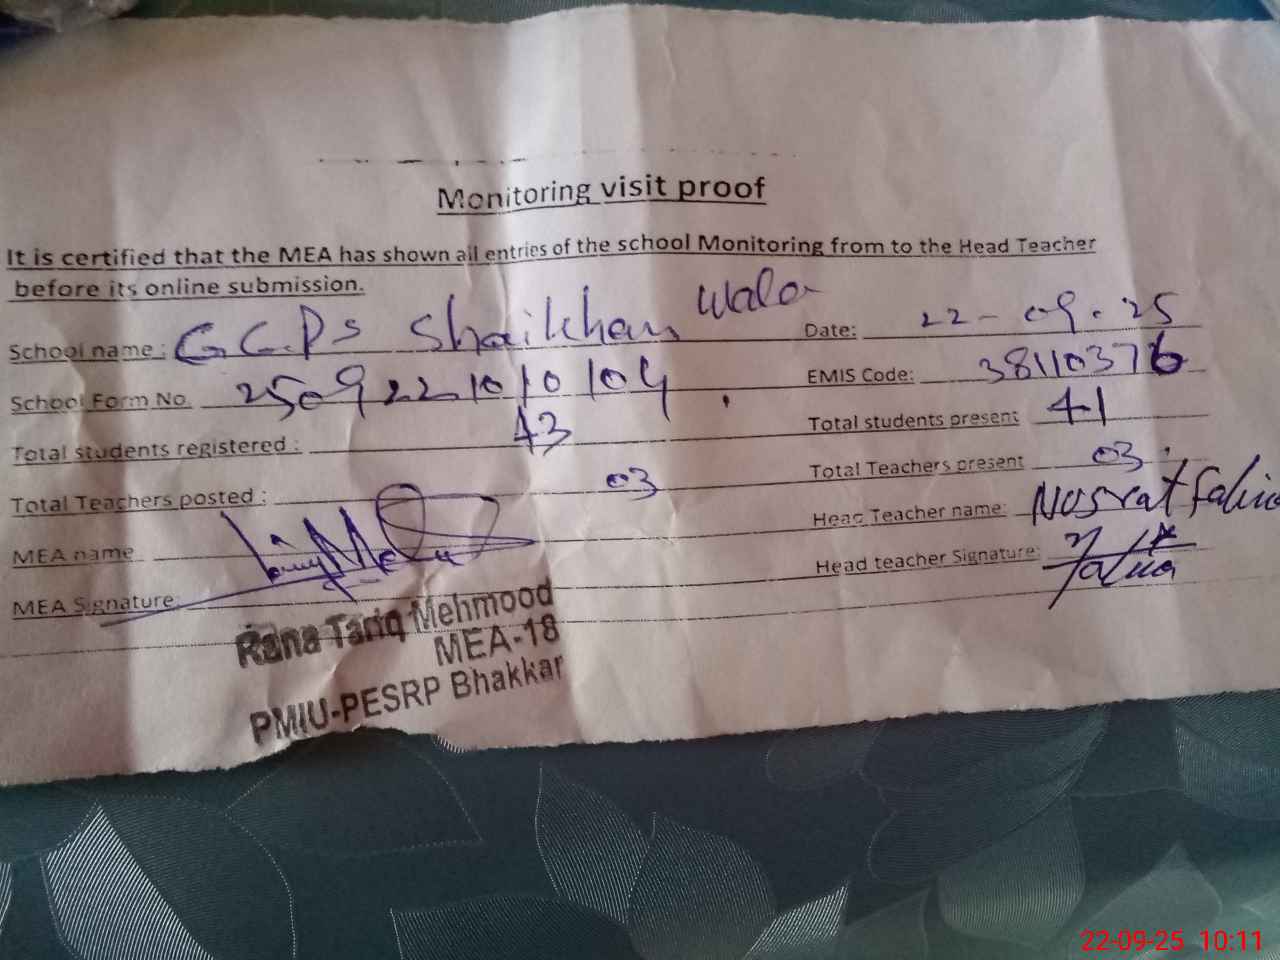 Monitoring visit proof
It is certified that the MEA has shown all entries of the school Monitoring from to the Head Teacher
before its online submission.
School name : G.G.P.S Shaikhan Wala Date: 22-09.25
School Form No. 2509221010104 EMIS Code: 38110376
Total students registered : 43 Total students present 41
Total Teachers posted : 03 Total Teachers present 03
MEA name Head Teacher name: Nusrat
MEA Signature: Head teacher Signature:
Rana Tariq Mehmood
MEA-18
PMIU-PESRP Bhakkar
22-09-25 10:11